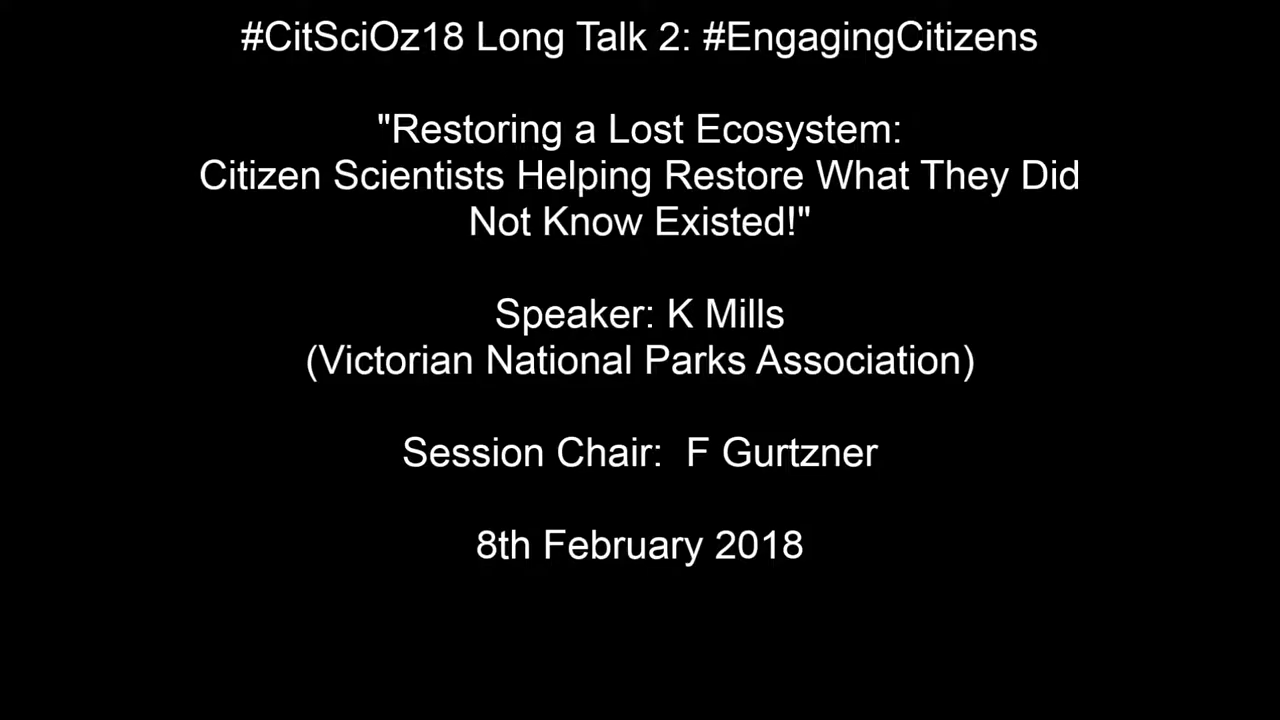 #CitSciOz18 Long Talk 2: #EngagingCitizens
"Restoring a Lost Ecosystem:
Citizen Scientists Helping Restore What They Did
Not Know Existed!"
Speaker: K Mills
(Victorian National Parks Association)
Session Chair:  F Gurtzner
8th February 2018